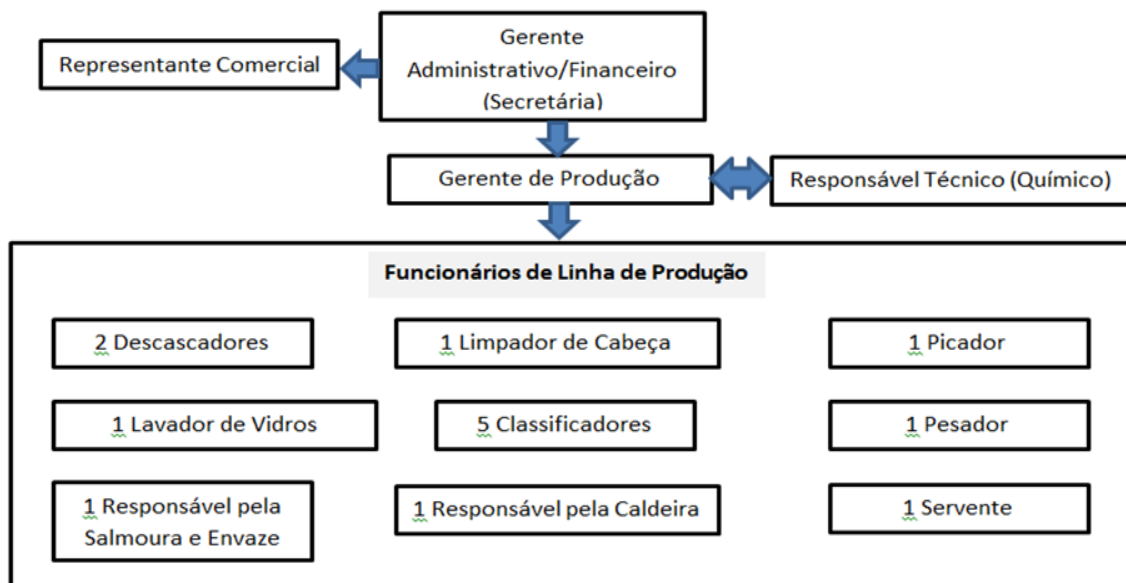 Representante Comercial
Gerente
Administrativo/Financeiro
(Secretária)
Gerente de Produção
Responsável Técnico (Químico)
Funcionários de Linha de Produção
2 Descascadores
1 Limpador de Cabeça
1 Picador
1 Lavador de Vidros
5 Classificadores
1 Pesador
1 Responsável pela
Salmoura e Envaze
1 Responsável pela Caldeira
1 Servente